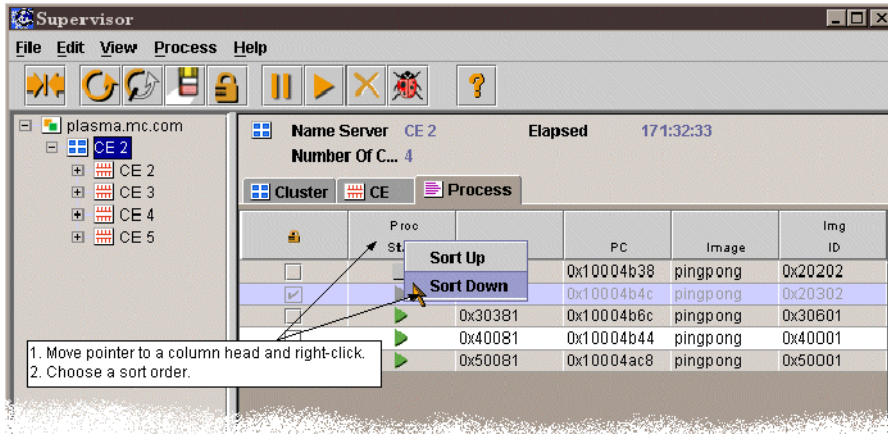 Supervisor
File Edit View Process Help
plasma.mc.com
CE 2
CE 2
CE 3
CE 4
CE 5
Name Server CE 2 Elapsed 171:32:33
Number Of C... 4
Cluster CE Process
Proc St. PC Image Img ID
Sort Up
Sort Down
0x10004b38 pingpong 0x20202
0x10004b4c pingpong 0x20302
0x30381 0x10004b6c pingpong 0x30601
0x40081 0x10004b44 pingpong 0x40001
0x50081 0x10004ac8 pingpong 0x50001
1. Move pointer to a column head and right-click.
2. Choose a sort order.